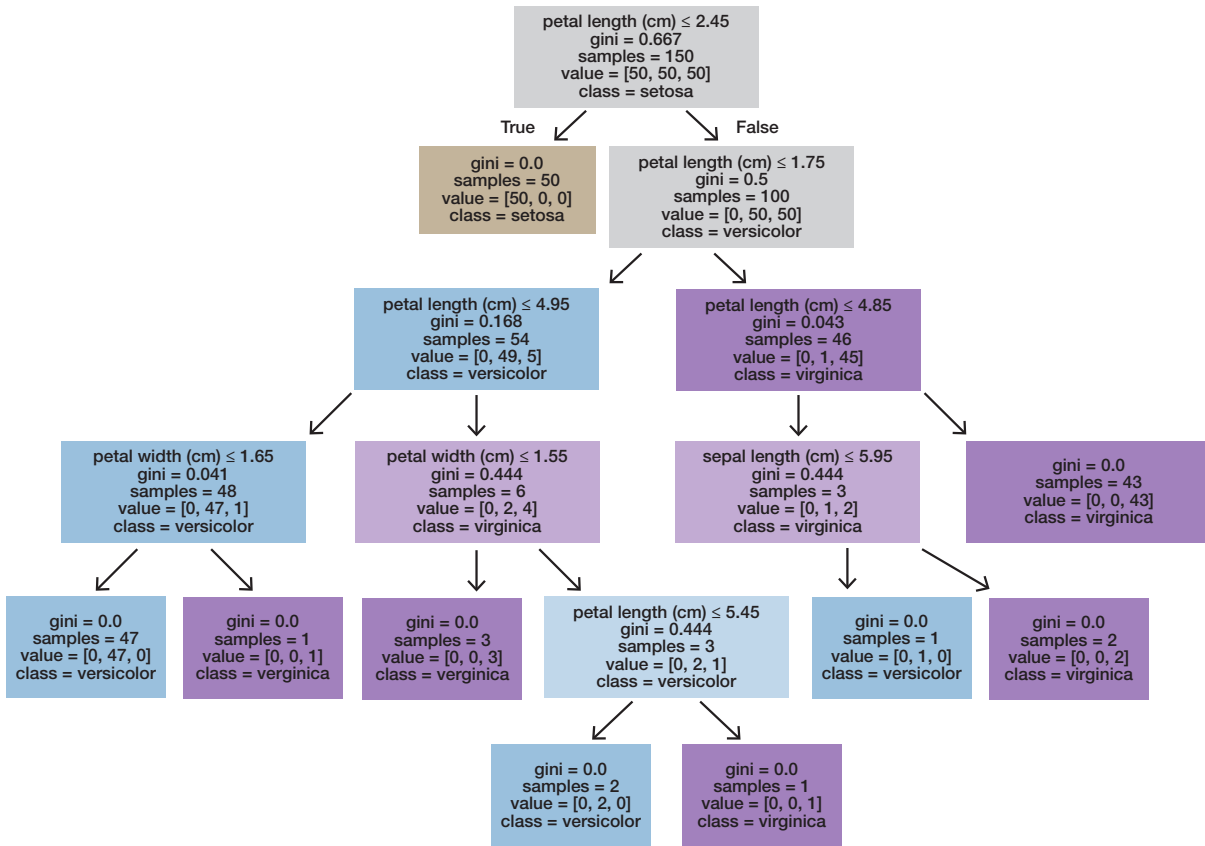 petal length (cm) ≤ 2.45
gini = 0.667
samples = 150
value = [50, 50, 50]
class = setosa
True
False
gini = 0.0
samples = 50
value = [50, 0, 0]
class = setosa
petal length (cm) ≤ 1.75
gini = 0.5
samples = 100
value = [0, 50, 50]
class = versicolor
petal length (cm) ≤ 4.95
gini = 0.168
samples = 54
value = [0, 49, 5]
class = versicolor
petal length (cm) ≤ 4.85
gini = 0.043
samples = 46
value = [0, 1, 45]
class = virginica
petal width (cm) ≤ 1.65
gini = 0.041
samples = 48
value = [0, 47, 1]
class = versicolor
petal width (cm) ≤ 1.55
gini = 0.444
samples = 6
value = [0, 2, 4]
class = virginica
sepal length (cm) ≤ 5.95
gini = 0.444
samples = 3
value = [0, 1, 2]
class = virginica
gini = 0.0
samples = 43
value = [0, 0, 43]
class = virginica
gini = 0.0
samples = 47
value = [0, 47, 0]
class = versicolor
gini = 0.0
samples = 1
value = [0, 0, 1]
class = verginica
gini = 0.0
samples = 3
value = [0, 0, 3]
class = verginica
petal length (cm) ≤ 5.45
gini = 0.444
samples = 3
value = [0, 2, 1]
class = versicolor
gini = 0.0
samples = 1
value = [0, 1, 0]
class = versicolor
gini = 0.0
samples = 2
value = [0, 0, 2]
class = virginica
gini = 0.0
samples = 2
value = [0, 2, 0]
class = versicolor
gini = 0.0
samples = 1
value = [0, 0, 1]
class = virginica